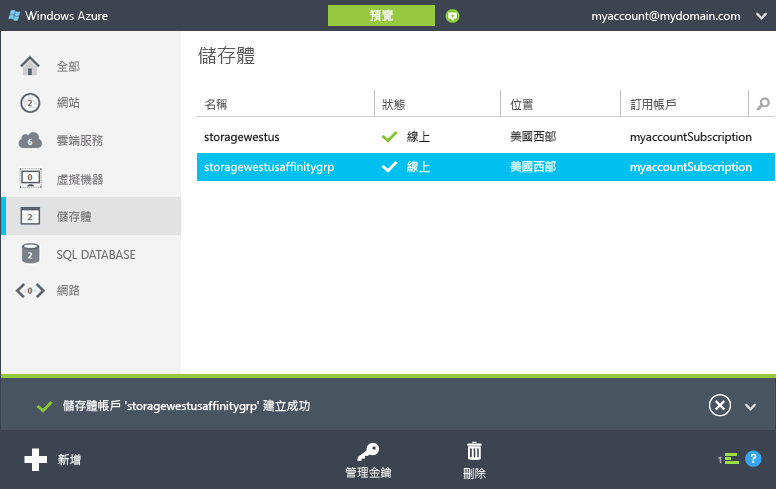 Windows Azure 預覽 myaccount@mydomain.com
儲存體
全部
2 網站
6 雲端服務
0 虛擬機器
2 儲存體
2 SQL DATABASE
0 網路
名稱 狀態 位置 訂用帳戶
storagewestus 線上 美國西部 myaccountSubscription
storagewestusaffinitygrp 線上 美國西部 myaccountSubscription
儲存體帳戶 'storagewestusaffinitygrp' 建立成功
新增 管理金鑰 刪除 1 ?